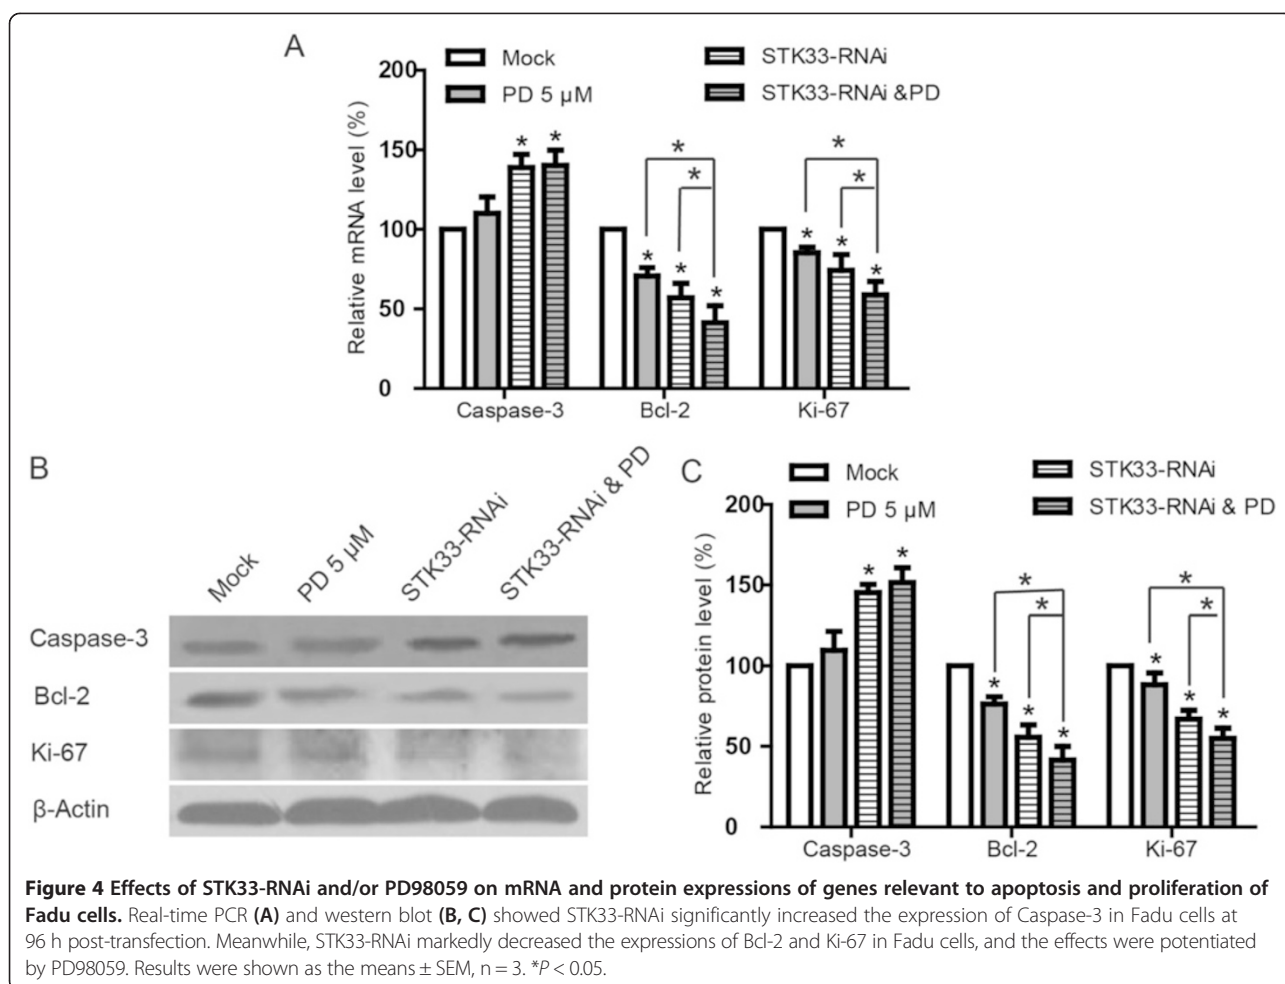 A
Mock
STK33-RNAi
PD 5 µM
STK33-RNAi &PD
Relative mRNA level (%)
200
150
100
50
0
* * * * * * * * * * * *
Caspase-3 Bcl-2 Ki-67
B
Mock PD 5 µM STK33-RNAi STK33-RNAi & PD
Caspase-3
Bcl-2
Ki-67
β-Actin
C
Mock
STK33-RNAi
PD 5 µM
STK33-RNAi & PD
Relative protein level (%)
200
150
100
50
0
* * * * * * * * * * * *
Caspase-3 Bcl-2 Ki-67
Figure 4 Effects of STK33-RNAi and/or PD98059 on mRNA and protein expressions of genes relevant to apoptosis and proliferation of
Fadu cells. Real-time PCR (A) and western blot (B, C) showed STK33-RNAi significantly increased the expression of Caspase-3 in Fadu cells at
96 h post-transfection. Meanwhile, STK33-RNAi markedly decreased the expressions of Bcl-2 and Ki-67 in Fadu cells, and the effects were potentiated
by PD98059. Results were shown as the means ± SEM, n = 3. *P < 0.05.